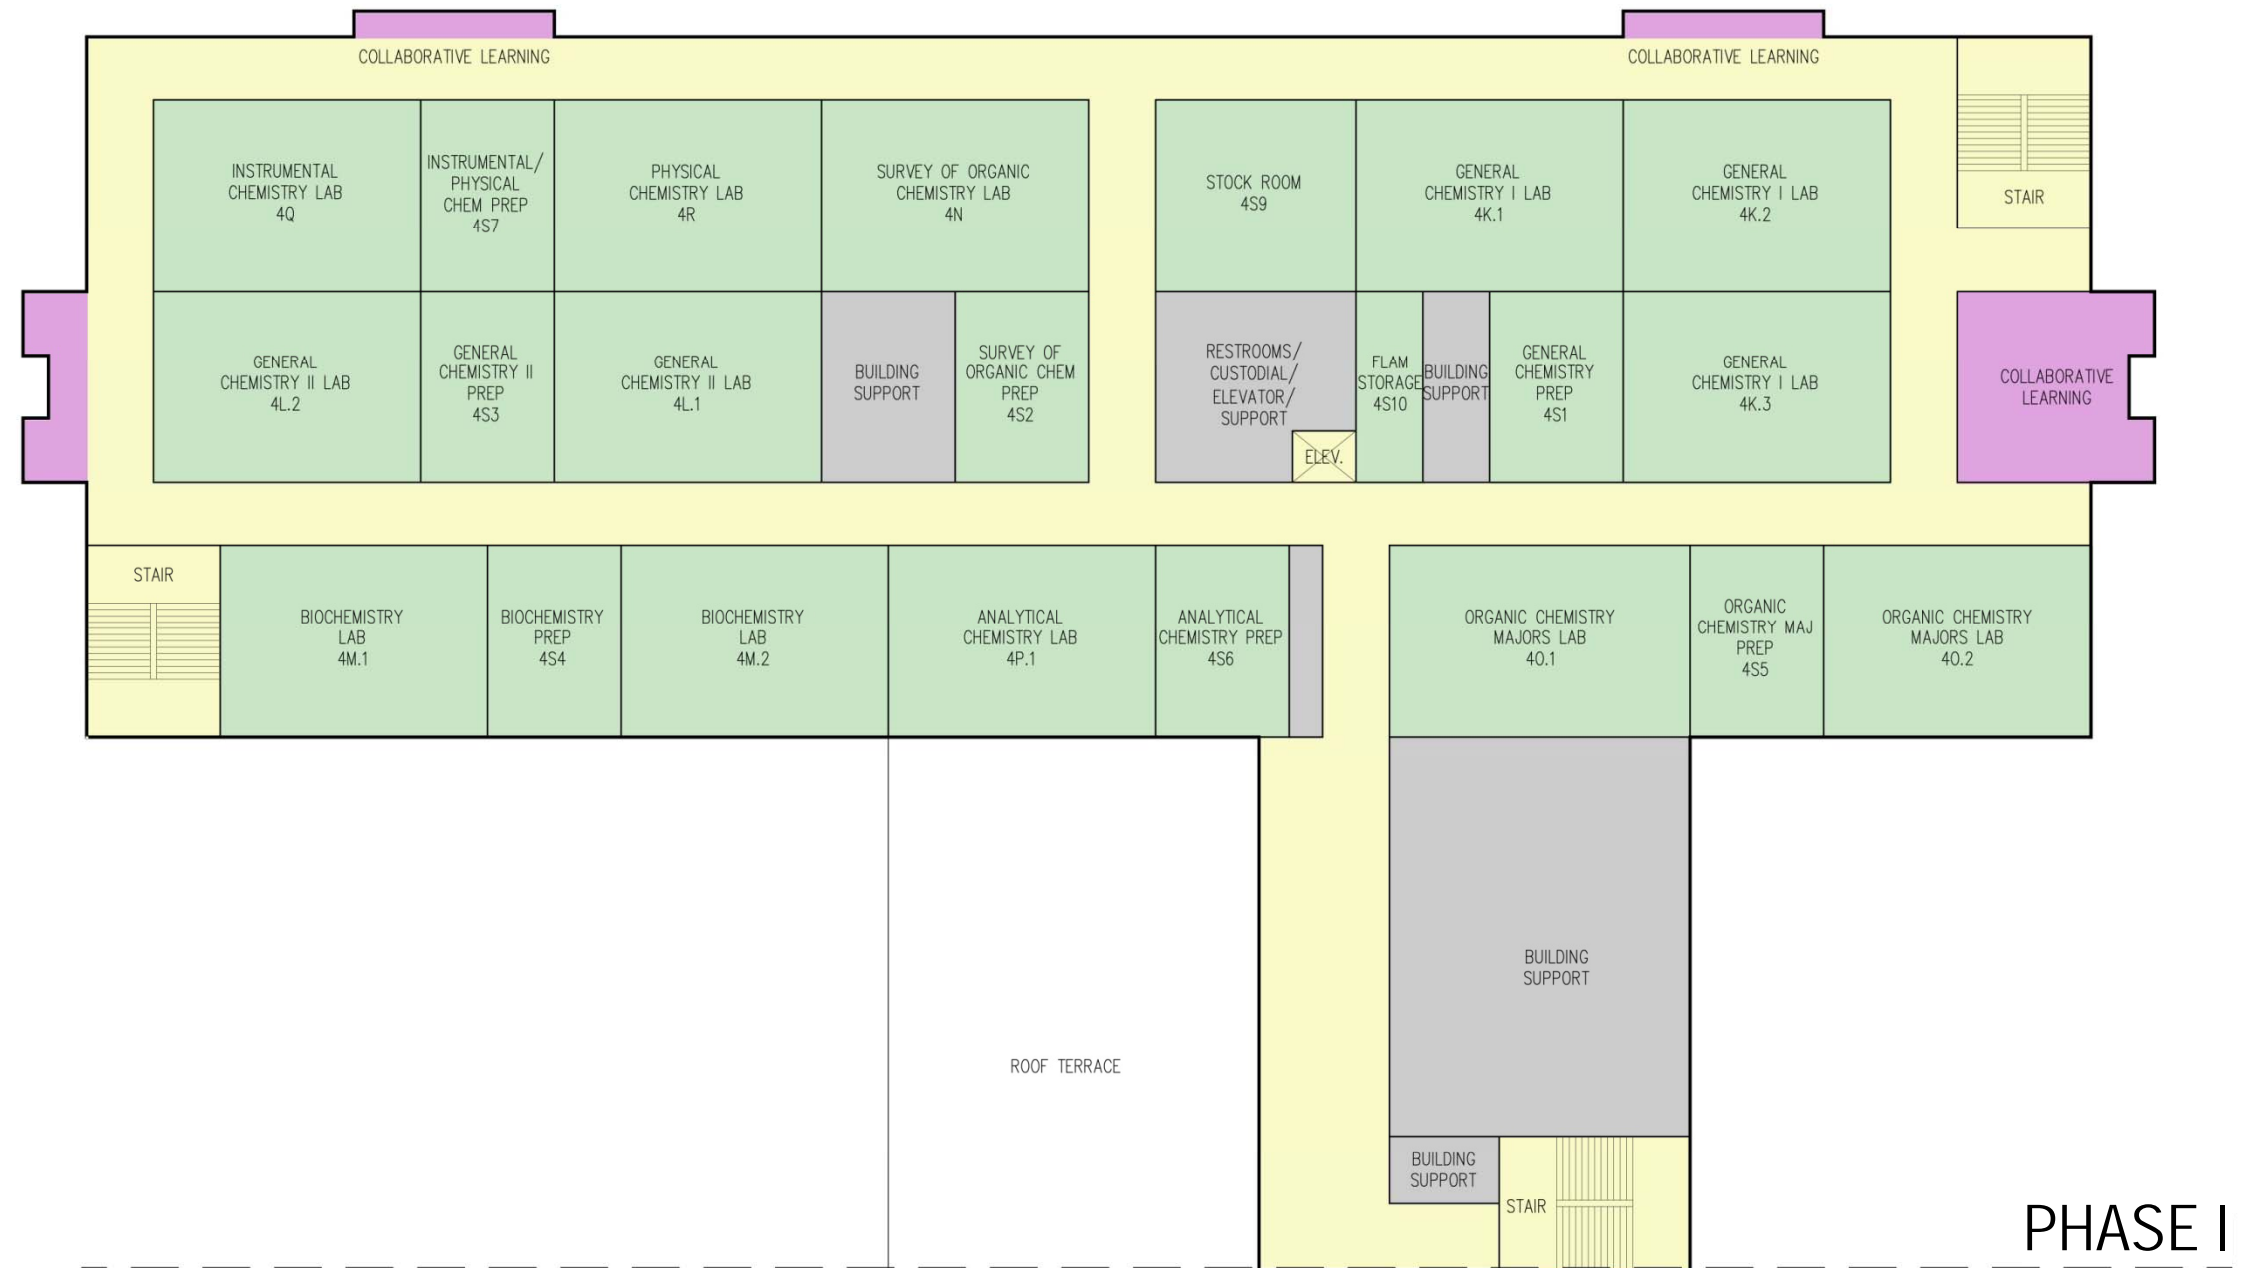 COLLABORATIVE LEARNING
COLLABORATIVE LEARNING
INSTRUMENTAL
CHEMISTRY LAB
4Q
INSTRUMENTAL/
PHYSICAL
CHEM PREP
4S7
PHYSICAL
CHEMISTRY LAB
4R
SURVEY OF ORGANIC
CHEMISTRY LAB
4N
STOCK ROOM
4S9
GENERAL
CHEMISTRY I LAB
4K.1
GENERAL
CHEMISTRY I LAB
4K.2
STAIR
GENERAL
CHEMISTRY II LAB
4L.2
GENERAL
CHEMISTRY II
PREP
4S3
GENERAL
CHEMISTRY II LAB
4L.1
BUILDING
SUPPORT
SURVEY OF
ORGANIC CHEM
PREP
4S2
RESTROOMS/
CUSTODIAL/
ELEVATOR/
SUPPORT
ELEV.
FLAM
STORAGE
4S10
BUILDING
SUPPORT
GENERAL
CHEMISTRY
PREP
4S1
GENERAL
CHEMISTRY I LAB
4K.3
COLLABORATIVE
LEARNING
STAIR
BIOCHEMISTRY
LAB
4M.1
BIOCHEMISTRY
PREP
4S4
BIOCHEMISTRY
LAB
4M.2
ANALYTICAL
CHEMISTRY LAB
4P.1
ANALYTICAL
CHEMISTRY PREP
4S6
ORGANIC CHEMISTRY
MAJORS LAB
4O.1
ORGANIC
CHEMISTRY MAJ
PREP
4S5
ORGANIC CHEMISTRY
MAJORS LAB
4O.2
BUILDING
SUPPORT
ROOF TERRACE
BUILDING
SUPPORT
STAIR
PHASE I